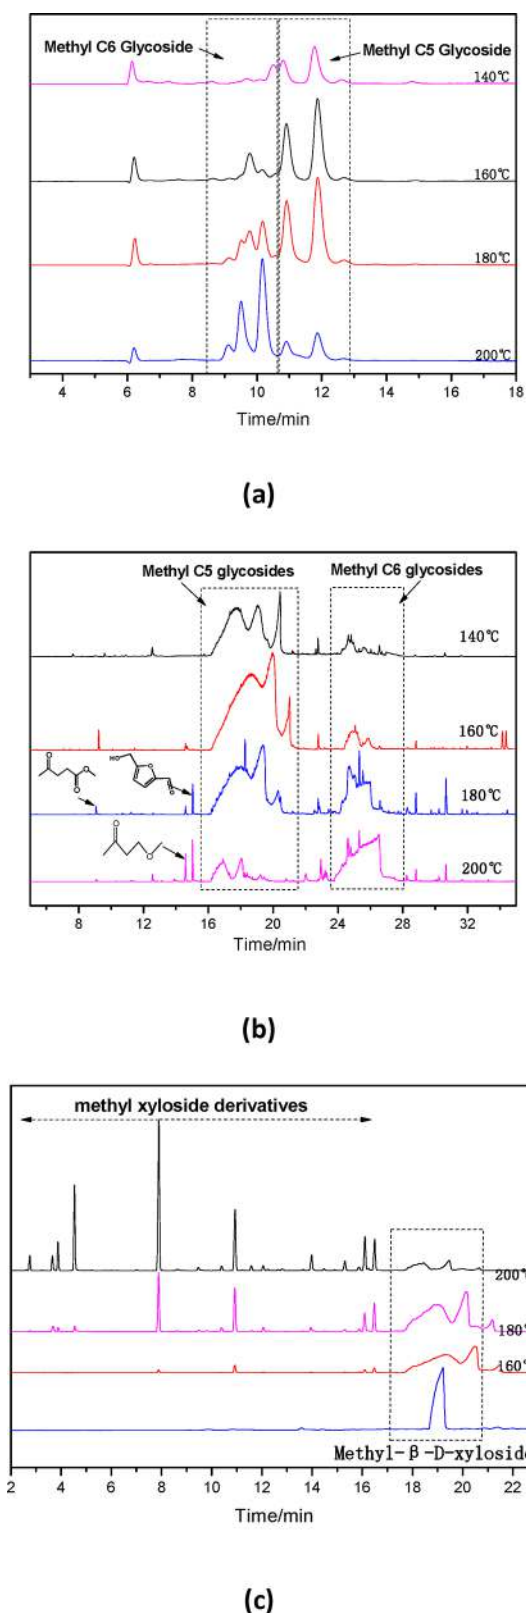 (a)
Methyl C6 Glycoside
Methyl C5 Glycoside
140℃
160℃
180℃
200℃
4 6 8 10 12 14 16 18
Time/min
(a)
Methyl C5 glycosides
Methyl C6 glycosides
140℃
160℃
HO
O
O
O
O
O
180℃
O
O
200℃
8 12 16 20 24 28 32 36
Time/min
(b)
methyl xyloside derivatives
200℃
180℃
160℃
Methyl-β-D-xyloside
2 4 6 8 10 12 14 16 18 20 22
Time/min
(c)